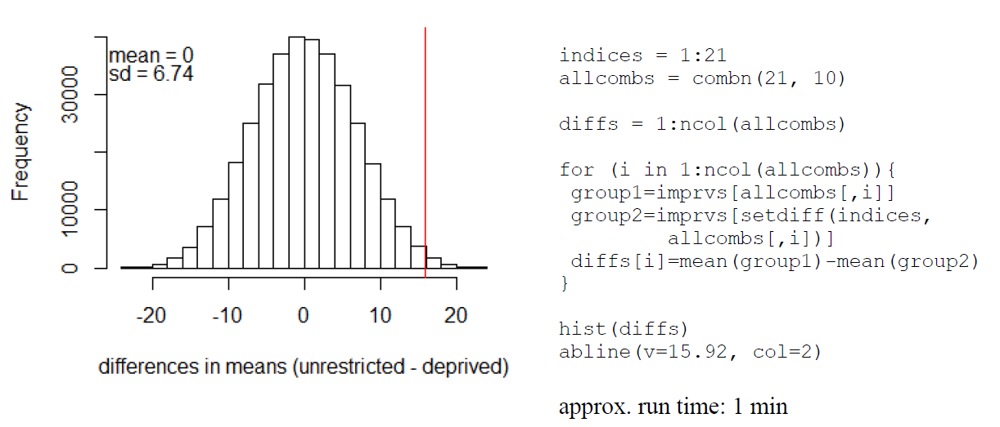 mean = 0
sd = 6.74
Frequency
0
10000
30000
-20
-10
0
10
20
differences in means (unrestricted - deprived)
indices = 1:21
allcombs = combn(21, 10)
diffs = 1:ncol(allcombs)
for (i in 1:ncol(allcombs)){
group1=imprvs[allcombs[,i]]
group2=imprvs[setdiff(indices,
allcombs[,i])]
diffs[i]=mean(group1)-mean(group2)
}
hist(diffs)
abline(v=15.92, col=2)
approx. run time: 1 min